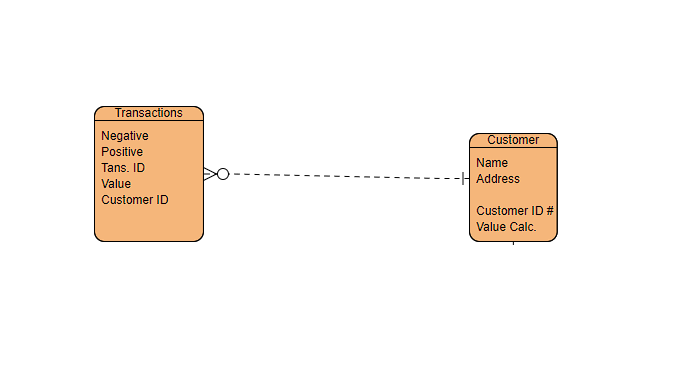 Transactions
Negative
Positive
Tans. ID
Value
Customer ID
Customer
Name
Address
Customer ID #
Value Calc.